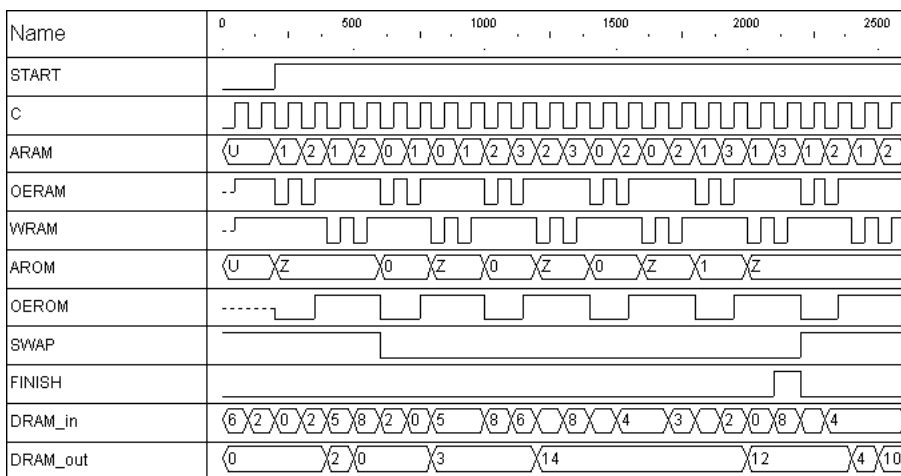 Name 0 500 1000 1500 2000 2500
START
C
ARAM U 1 2 1 2 0 1 0 1 2 3 2 3 0 2 0 2 1 3 1 3 1 2 1 2
OERAM
WRAM
AROM U Z 0 Z 0 Z 0 Z 1 Z
OEROM
SWAP
FINISH
DRAM_in 6 2 0 2 5 8 2 0 5 8 6 8 4 3 2 0 8 4
DRAM_out 0 2 0 3 14 12 4 10